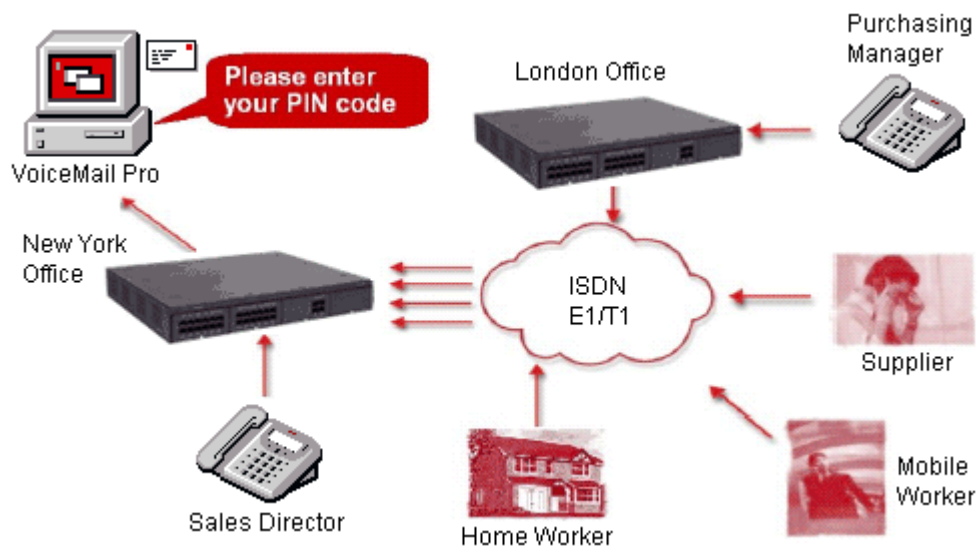 Purchasing
Manager
London Office
Please enter
your PIN code
VoiceMail Pro
New York
Office
ISDN
E1/T1
Supplier
Mobile
Worker
Sales Director
Home Worker